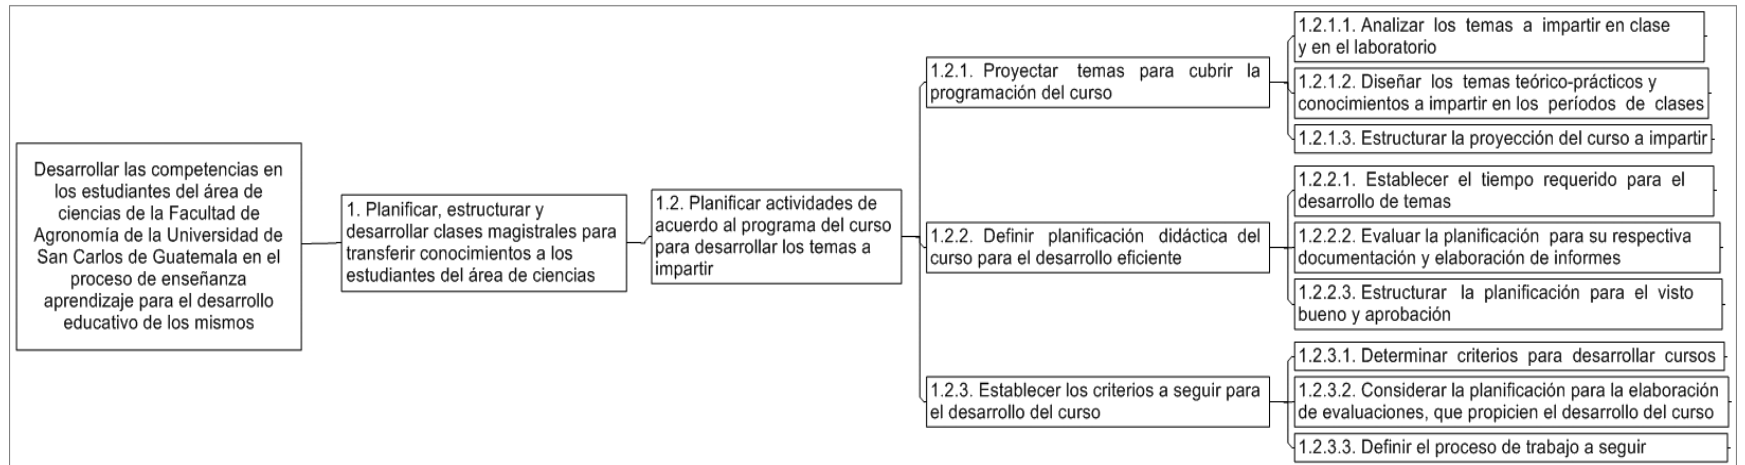 Desarrollar las competencias en
los estudiantes del área de
ciencias de la Facultad de
Agronomía de la Universidad de
San Carlos de Guatemala en el
proceso de enseñanza
aprendizaje para el desarrollo
educativo de los mismos
1. Planificar, estructurar y
desarrollar clases magistrales para
transferir conocimientos a los
estudiantes del área de ciencias
1.2. Planificar actividades de
acuerdo al programa del curso
para desarrollar los temas a
impartir
1.2.1. Proyectar temas para cubrir la
programación del curso
1.2.1.1. Analizar los temas a impartir en clase
y en el laboratorio
1.2.1.2. Diseñar los temas teórico-prácticos y
conocimientos a impartir en los períodos de clases
1.2.1.3. Estructurar la proyección del curso a impartir
1.2.2. Definir planificación didáctica del
curso para el desarrollo eficiente
1.2.2.1. Establecer el tiempo requerido para el
desarrollo de temas
1.2.2.2. Evaluar la planificación para su respectiva
documentación y elaboración de informes
1.2.2.3. Estructurar la planificación para el visto
bueno y aprobación
1.2.3. Establecer los criterios a seguir para
el desarrollo del curso
1.2.3.1. Determinar criterios para desarrollar cursos
1.2.3.2. Considerar la planificación para la elaboración
de evaluaciones, que propicien el desarrollo del curso
1.2.3.3. Definir el proceso de trabajo a seguir